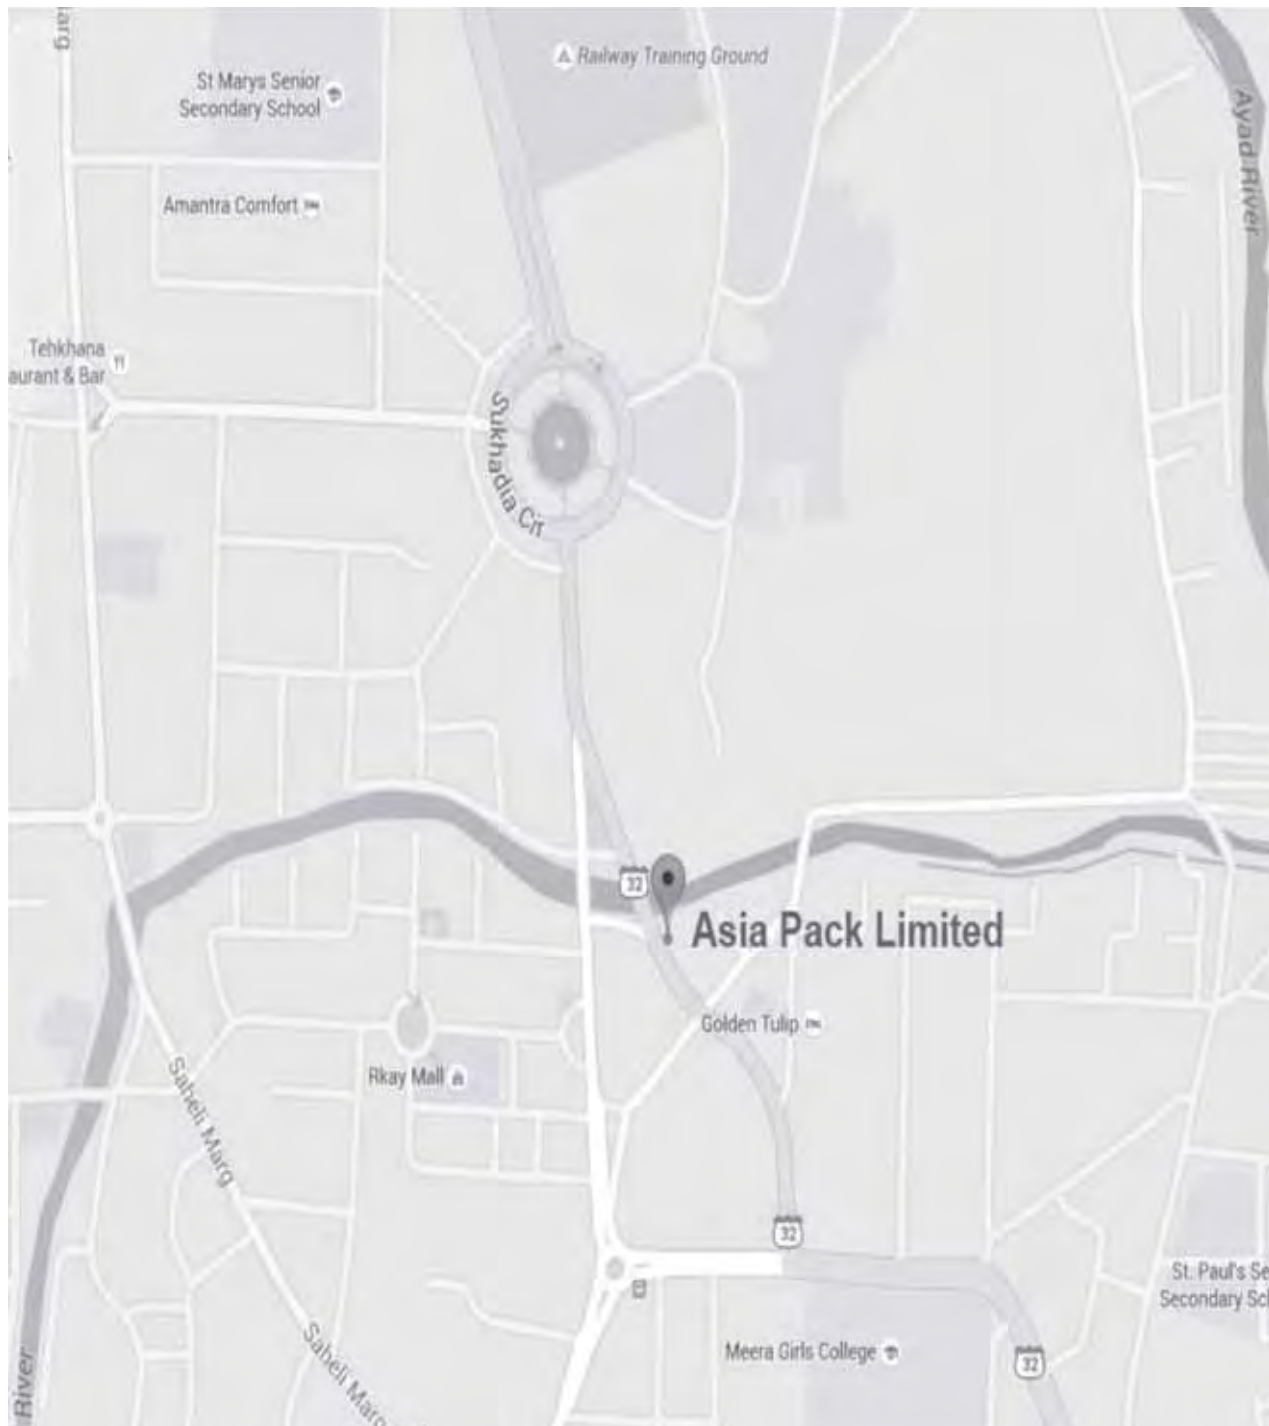 arg
Railway Training Ground
St Marys Senior
Secondary School
Ayad River
Amantra Comfort
Tehkhana
aurant & Bar
Sukhadia Cir
32
Asia Pack Limited
Golden Tulip
Rkay Mall
Saheli Marg
32
St. Paul's Se
Secondary Scl
Saheli Marg
Meera Girls College
32
River